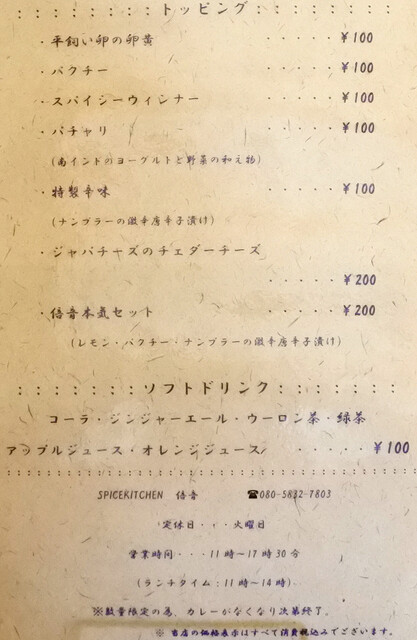 ：：：：：：：：トッピング：：：：：：：：
・平飼い卵の卵黄 ・・・・・¥100
・パクチー ・・・・・¥100
・スパイシーウィンナー ・・・・・¥100
・パチャリ ・・・・・¥100
(南インドのヨーグルトと野菜の和え物)
・特製辛味 ・・・・・¥100
(ナンプラーの激辛唐辛子漬け)
・ジャパチーズのチェダーチーズ
・・・・・¥200
・倍音本気セット ・・・・・¥200
(レモン・パクチー・ナンプラーの激辛唐辛子漬け)
：：：：：：：ソフトドリンク：：：：：：：
コーラ・ジンジャーエール・ウーロン茶・緑茶
アップルジュース・オレンジジュース ・・・・・¥100
SPICEKITCHEN 倍音 ☎080-5832-7803
定休日・・・火曜日
営業時間・・・11時〜17時30分
(ランチタイム:11時〜14時)
※数量限定の為、カレーがなくなり次第終了。
※ 当店の価格表示はすべて消費税込みでございます。